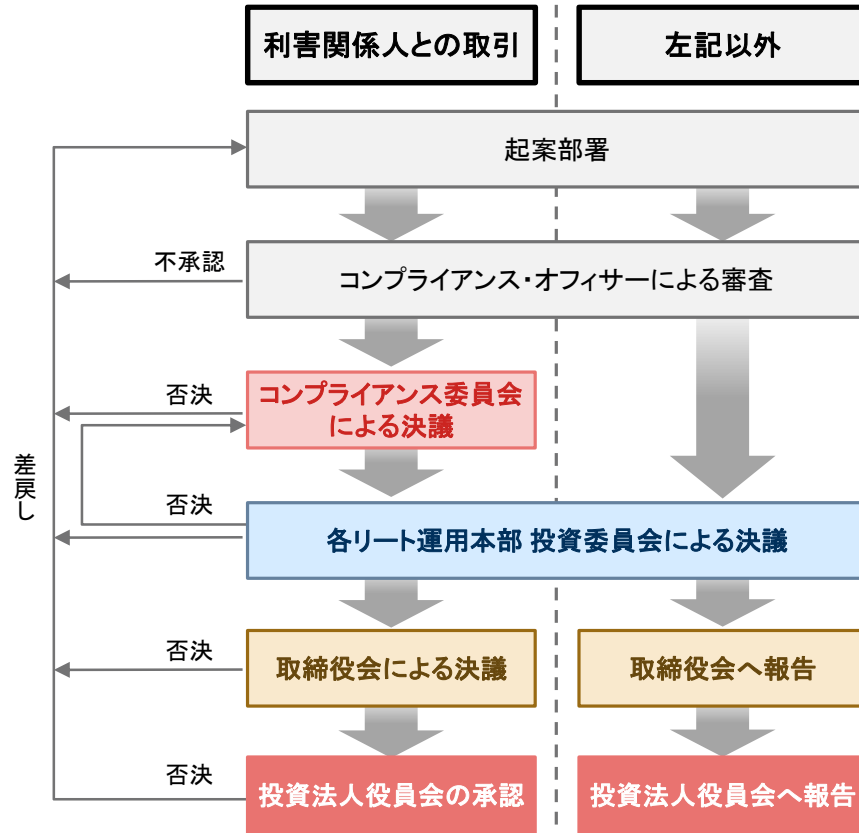 利害関係人との取引
左記以外
起案部署
不承認
コンプライアンス・オフィサーによる審査
否決
コンプライアンス委員会
による決議
差戻し
否決
各リート運用本部 投資委員会による決議
否決
取締役会による決議
取締役会へ報告
否決
投資法人役員会の承認
投資法人役員会へ報告